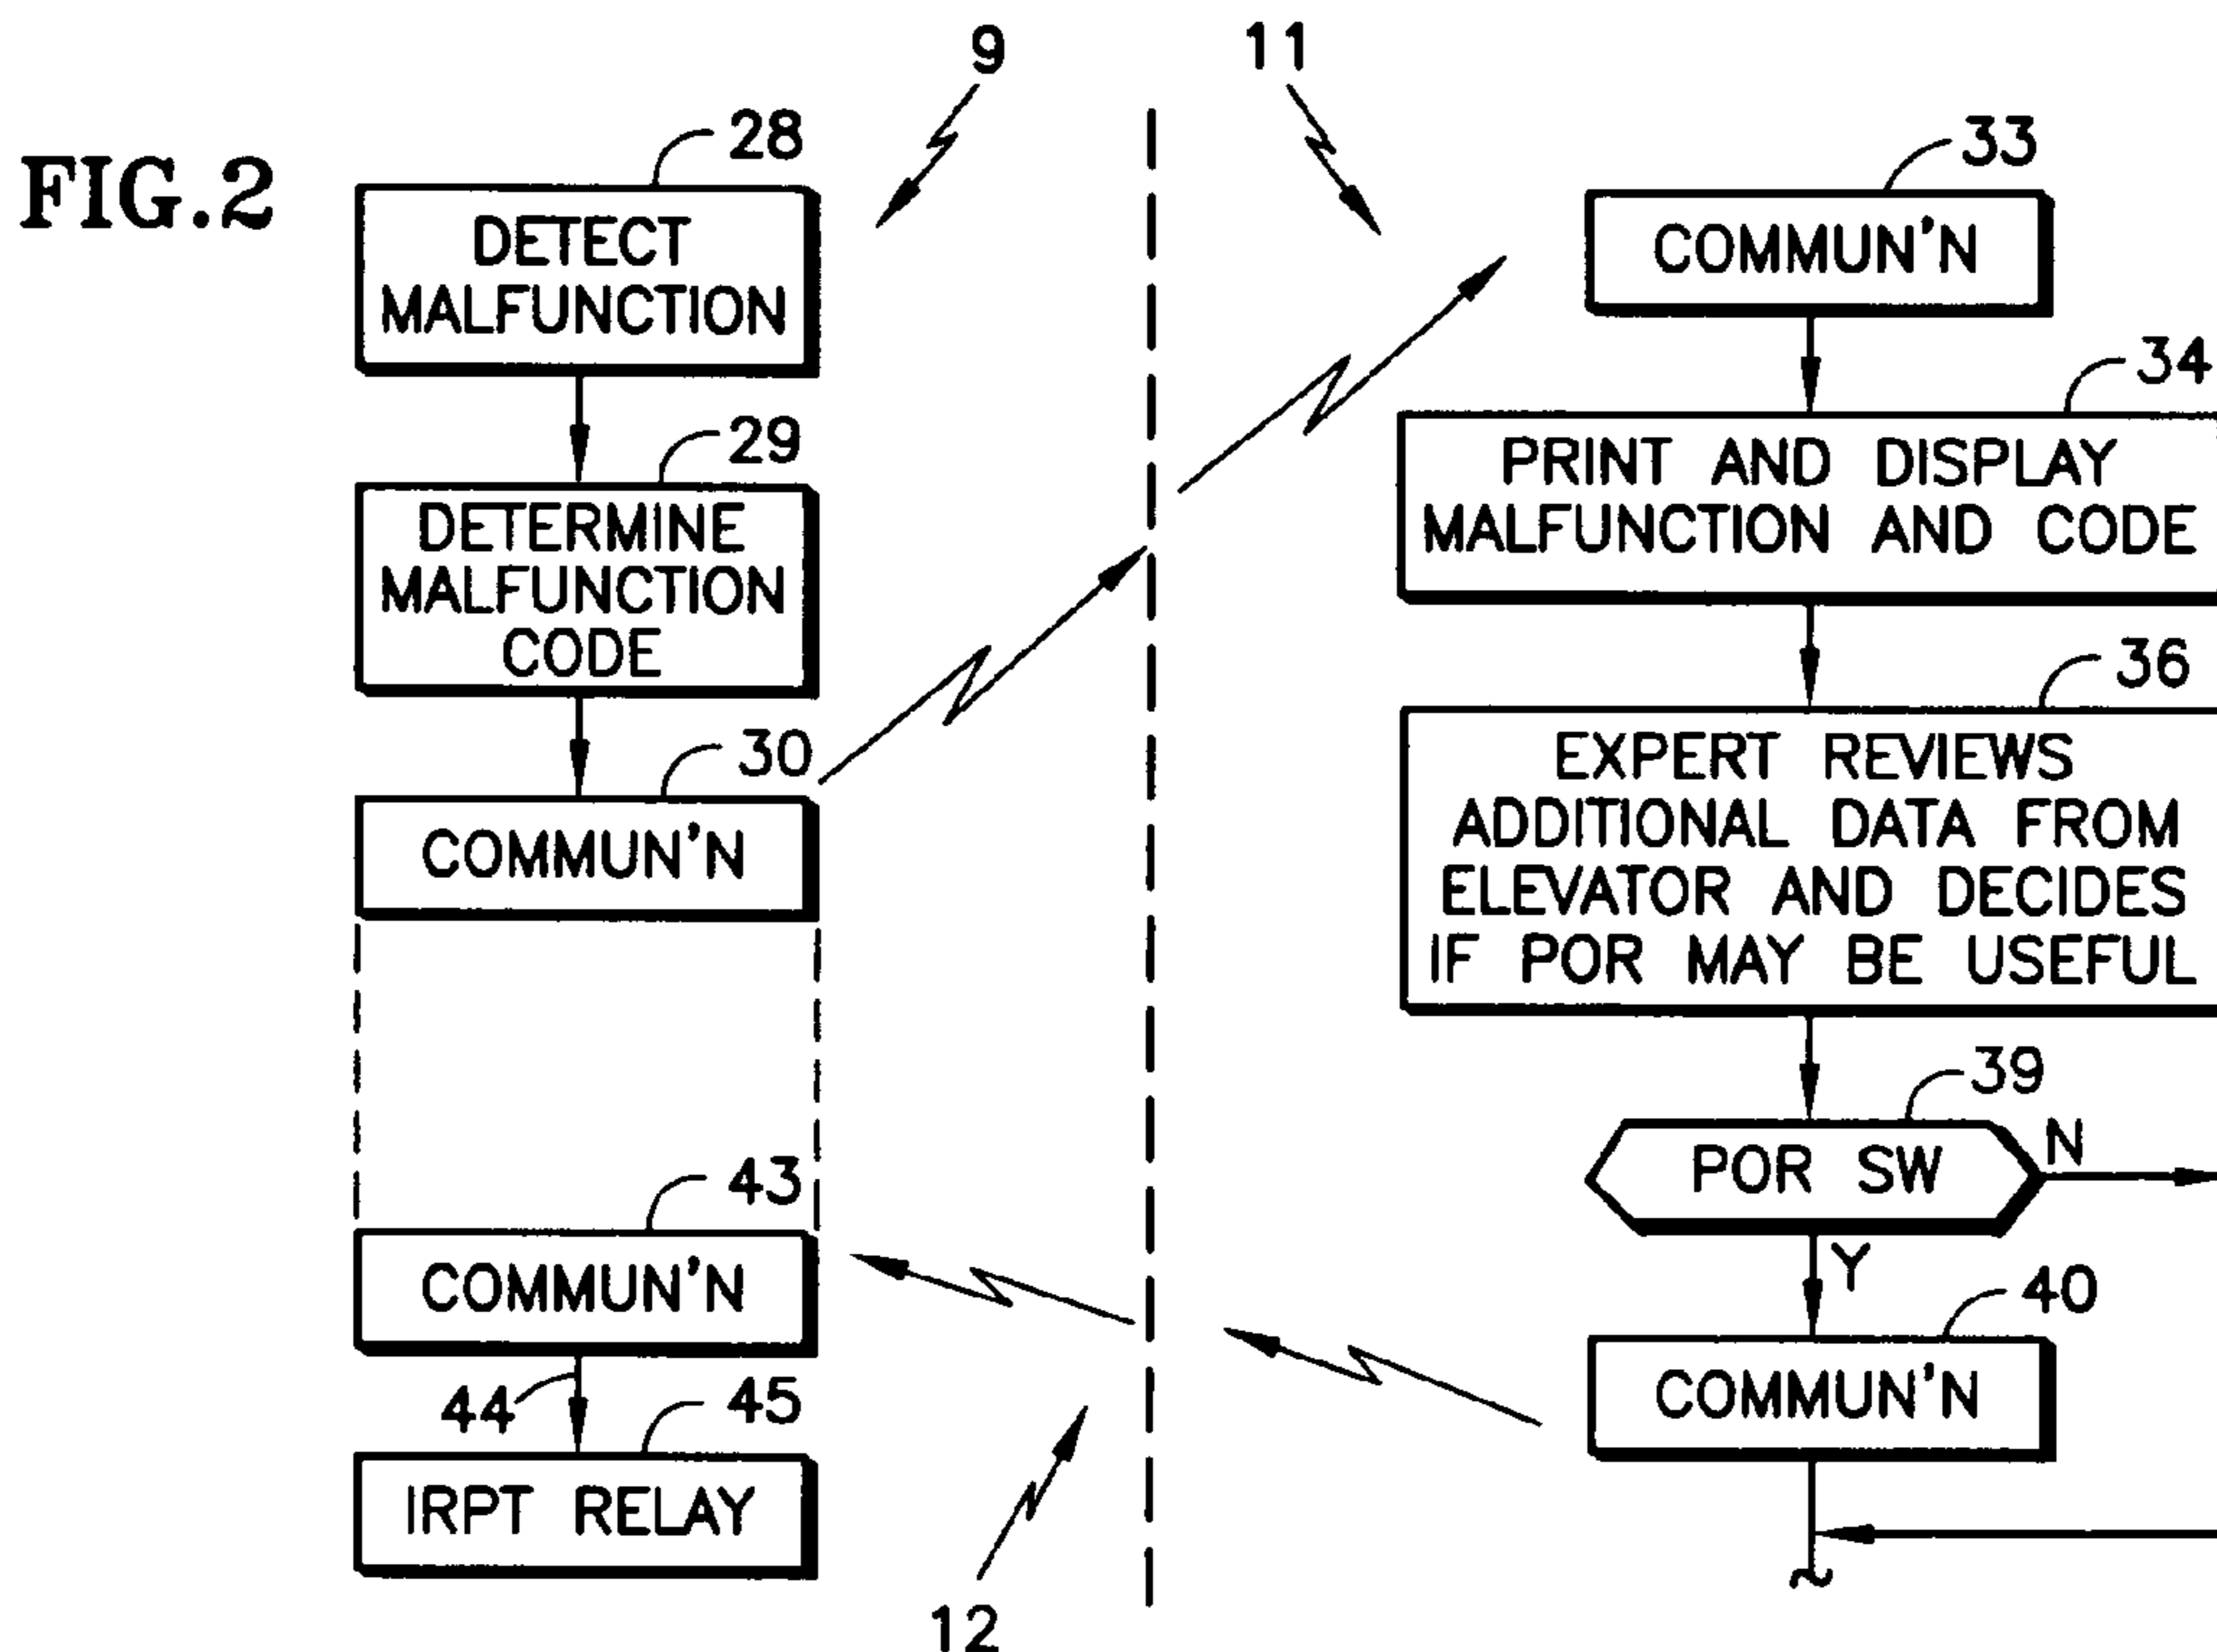 FIG.2
9
11
28
DETECT
MALFUNCTION
29
DETERMINE
MALFUNCTION
CODE
30
COMMUN'N
43
COMMUN'N
44
45
IRPT RELAY
12
33
COMMUN'N
34
PRINT AND DISPLAY
MALFUNCTION AND CODE
36
EXPERT REVIEWS
ADDITIONAL DATA FROM
ELEVATOR AND DECIDES
IF POR MAY BE USEFUL
39
POR SW
N
Y
40
COMMUN'N